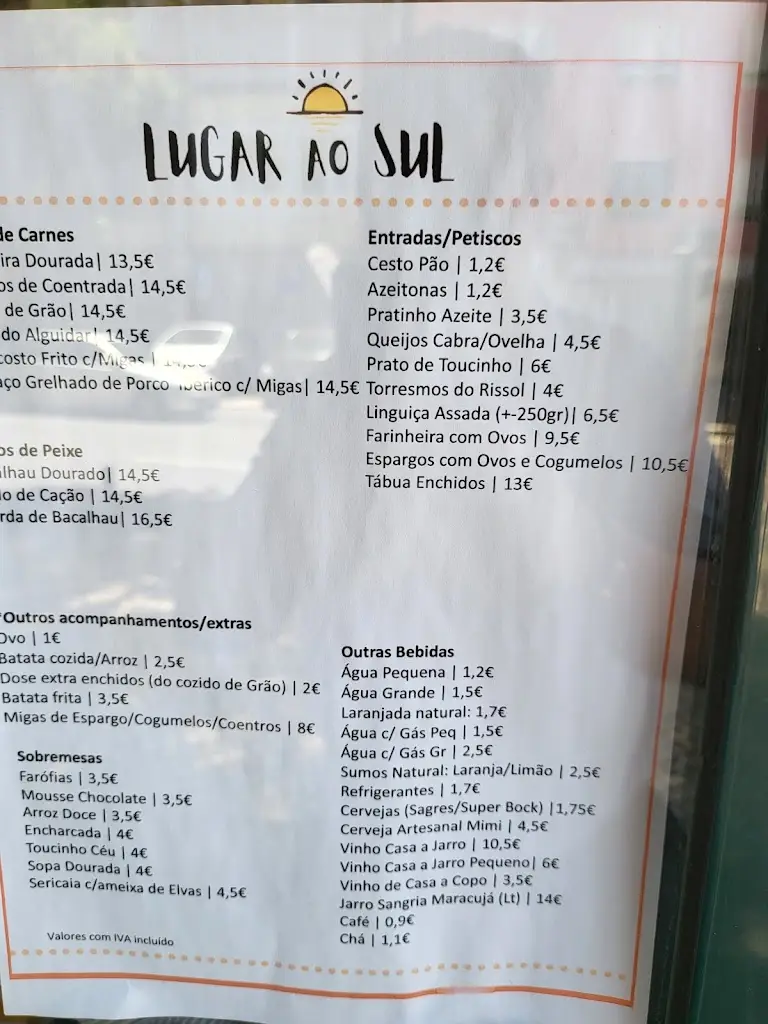 LUGAR AO SUL
de Carnes
ira Dourada| 13,5€
os de Coentrada| 14,5€
de Grão| 14,5€
do Alguidar| 14,5€
costo Frito c/Migas |
aço Grelhado de Porco Ibérico c/ Migas| 14,5€
os de Peixe
lhau Dourado| 14,5€
o de Cação | 14,5€
rda de Bacalhau| 16,5€
Entradas/Petiscos
Cesto Pão | 1,2€
Azeitonas | 1,2€
Pratinho Azeite | 3,5€
Queijos Cabra/Ovelha | 4,5€
Prato de Toucinho | 6€
Torresmos do Rissol | 4€
Linguiça Assada (+-250gr)| 6,5€
Farinheira com Ovos | 9,5€
Espargos com Ovos e Cogumelos | 10,5€
Tábua Enchidos | 13€
*Outros acompanhamentos/extras
Ovo | 1€
Batata cozida/Arroz | 2,5€
Dose extra enchidos (do cozido de Grão) | 2€
Batata frita | 3,5€
Migas de Espargo/Cogumelos/Coentros | 8€
Sobremesas
Farófias | 3,5€
Mousse Chocolate | 3,5€
Arroz Doce | 3,5€
Encharcada | 4€
Toucinho Céu | 4€
Sopa Dourada | 4€
Sericaia c/ameixa de Elvas | 4,5€
Valores com IVA incluído
Outras Bebidas
Água Pequena | 1,2€
Água Grande | 1,5€
Laranjada natural: 1,7€
Água c/ Gás Peq | 1,5€
Água c/ Gás Gr | 2,5€
Sumos Natural: Laranja/Limão | 2,5€
Refrigerantes | 1,7€
Cervejas (Sagres/Super Bock) |1,75€
Cerveja Artesanal Mimi | 4,5€
Vinho Casa a Jarro | 10,5€
Vinho Casa a Jarro Pequeno| 6€
Vinho de Casa a Copo | 3,5€
Jarro Sangria Maracujá (Lt) | 14€
Café | 0,9€
Chá | 1,1€